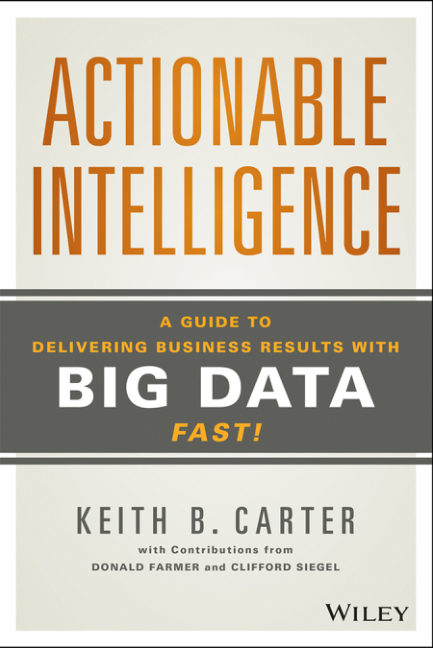 ACTIONABLE
INTELLIGENCE
A GUIDE TO
DELIVERING BUSINESS RESULTS WITH
BIG DATA
FAST!
KEITH B. CARTER
with Contributions from
DONALD FARMER and CLIFFORD SIEGEL
WILEY